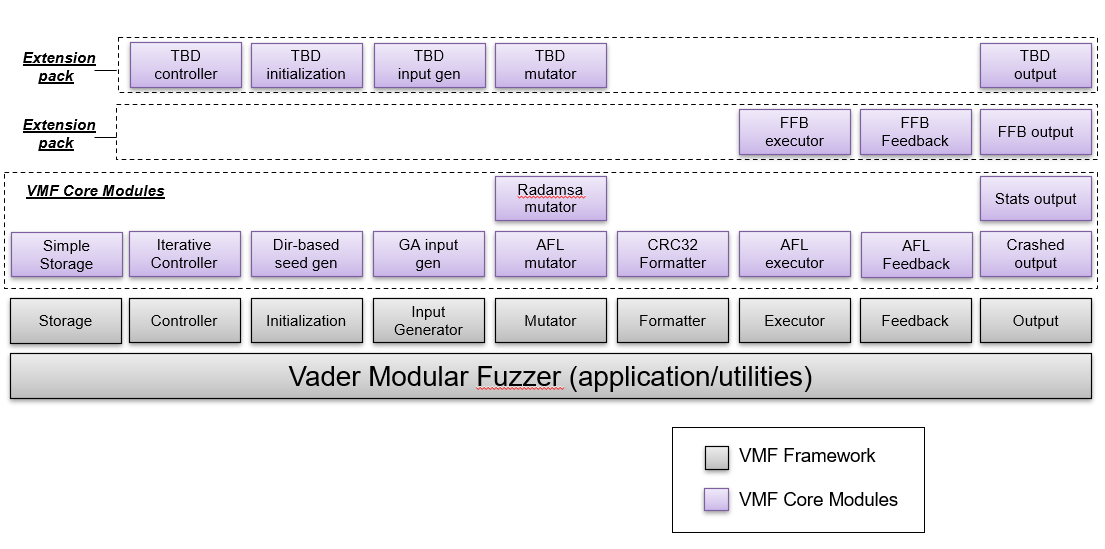 Extension
pack
TBD
controller
TBD
initialization
TBD
input gen
TBD
mutator
TBD
output
Extension
pack
FFB
executor
FFB
Feedback
FFB output
VMF Core Modules
Radamsa
mutator
Stats output
Simple
Storage
Iterative
Controller
Dir-based
seed gen
GA input
gen
AFL
mutator
CRC32
Formatter
AFL
executor
AFL
Feedback
Crashed
output
Storage
Controller
Initialization
Input
Generator
Mutator
Formatter
Executor
Feedback
Output
Vader Modular Fuzzer (application/utilities)
VMF Framework
VMF Core Modules